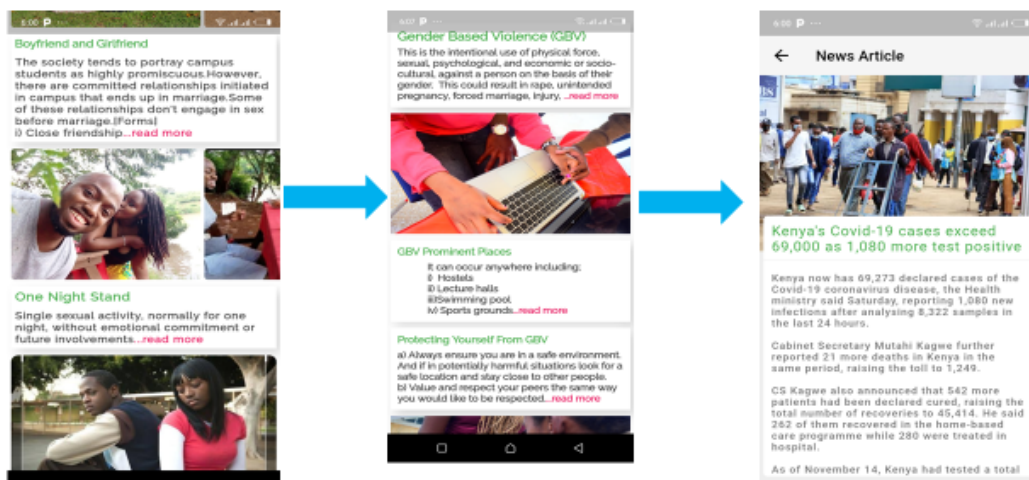 6:00 P ...
Boyfriend and Girlfriend
The society tends to portray campus
students as highly promiscuous.However,
there are committed relationships initiated
in campus that ends up in marriage.Some
of these relationships don't engage in sex
before marriage.[Forms]
i) Close friendship...read more
One Night Stand
Single sexual activity, normally for one
night, without emotional commitment or
future involvements...read more
6:07 P ...
Gender Based Violence (GBV)
This is the intentional use of physical force,
sexual, psychological, and economic or socio-
cultural, against a person on the basis of their
gender. This could result in rape, unintended
pregnancy, forced marriage, injury, ...read more
GBV Prominent Places
It can occur anywhere including:
i) Hostels
ii) Lecture halls
iii)Swimming pool
iv) Sports grounds...read more
Protecting Yourself From GBV
a) Always ensure you are in a safe environment.
And if in potentially harmful situations look for a
safe location and stay close to other people.
b) Value and respect your peers the same way
you would like to be respected...read more
6:00 P ...
News Article
Kenya's Covid-19 cases exceed
69,000 as 1,080 more test positive
Kenya now has 69,273 declared cases of the
Covid-19 coronavirus disease, the Health
ministry said Saturday, reporting 1,080 new
infections after analysing 8,322 samples in
the last 24 hours.
Cabinet Secretary Mutahi Kagwe further
reported 21 more deaths in Kenya in the
same period, raising the toll to 1,249.
CS Kagwe also announced that 542 more
patients had been declared cured, raising the
total number of recoveries to 45,414. He said
262 of them recovered in the home-based
care programme while 280 were treated in
hospital.
As of November 14, Kenya had tested a total